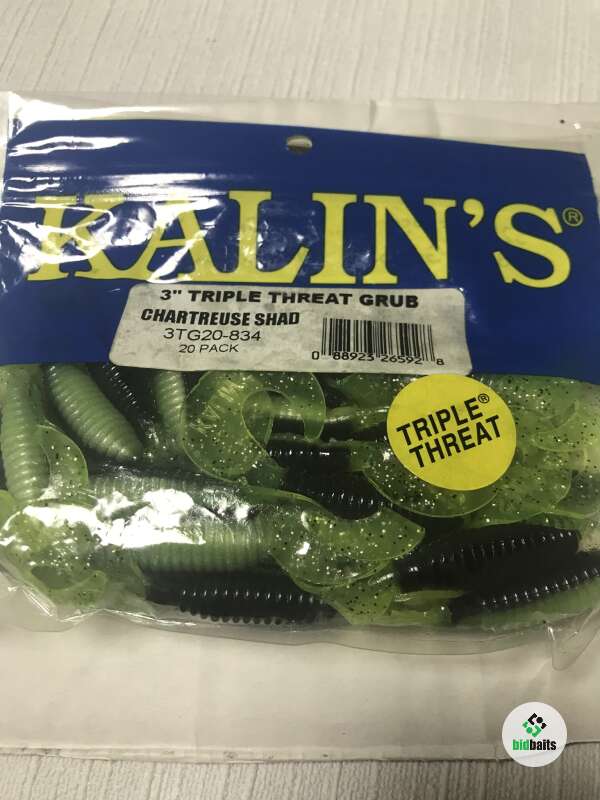 KALIN'S®
3" TRIPLE THREAT GRUB
CHARTREUSE SHAD
3TG20-834
20 PACK
0 88923 26592 8
TRIPLE®
THREAT
bidbaits